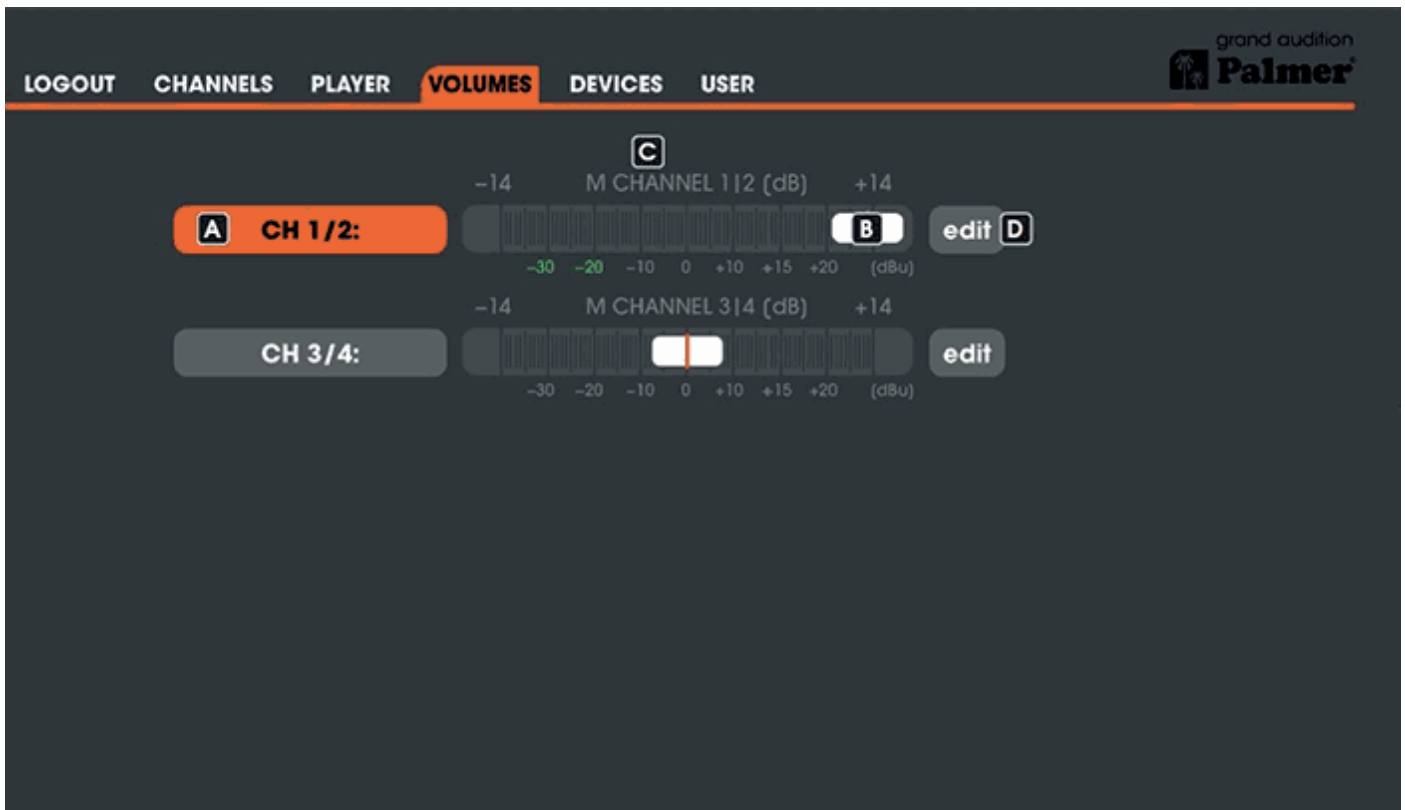 grand audition
Palmer®
LOGOUT CHANNELS PLAYER VOLUMES DEVICES USER
C
-14 M CHANNEL 1|2 (dB) +14
A CH 1/2: B edit D
-30 -20 -10 0 +10 +15 +20 (dBu)
-14 M CHANNEL 3|4 (dB) +14
CH 3/4: edit
-30 -20 -10 0 +10 +15 +20 (dBu)